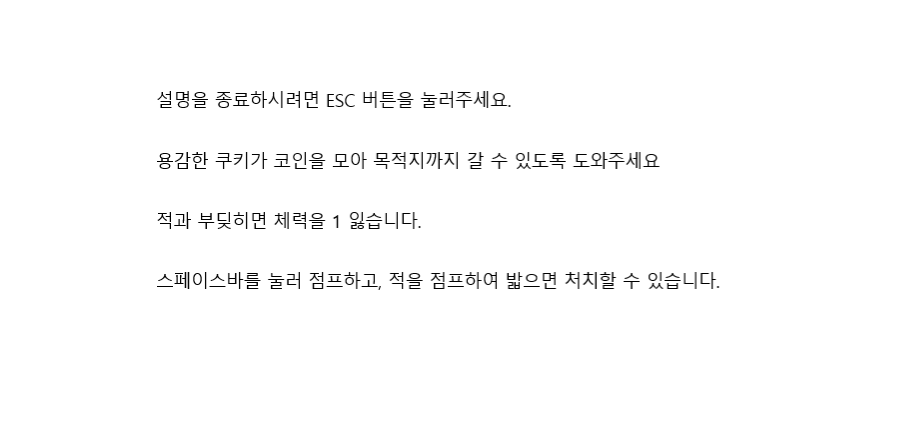 설명을 종료하시려면 ESC 버튼을 눌러주세요.
용감한 쿠키가 코인을 모아 목적지까지 갈 수 있도록 도와주세요
적과 부딪히면 체력을 1 잃습니다.
스페이스바를 눌러 점프하고, 적을 점프하여 밟으면 처치할 수 있습니다.